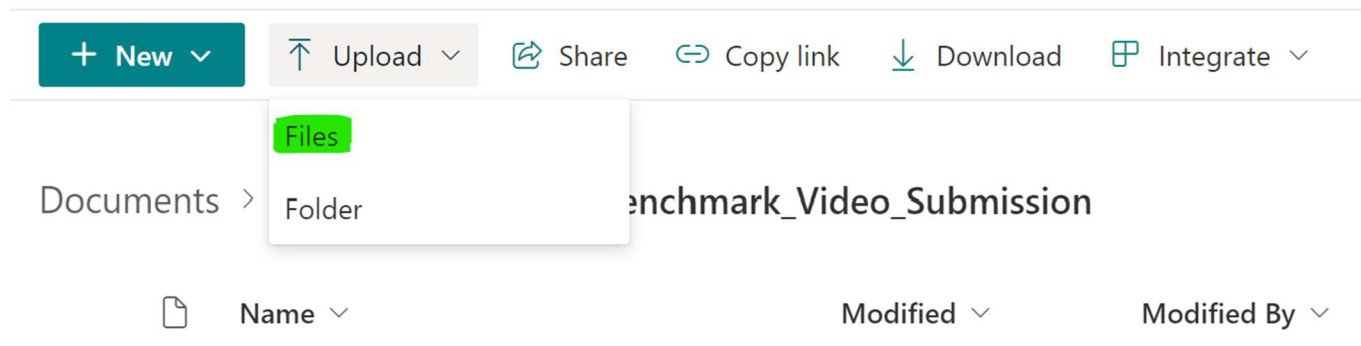 + New Upload Share Copy link Download Integrate
Files
Documents > enchmark_Video_Submission
Folder
Name Modified Modified By